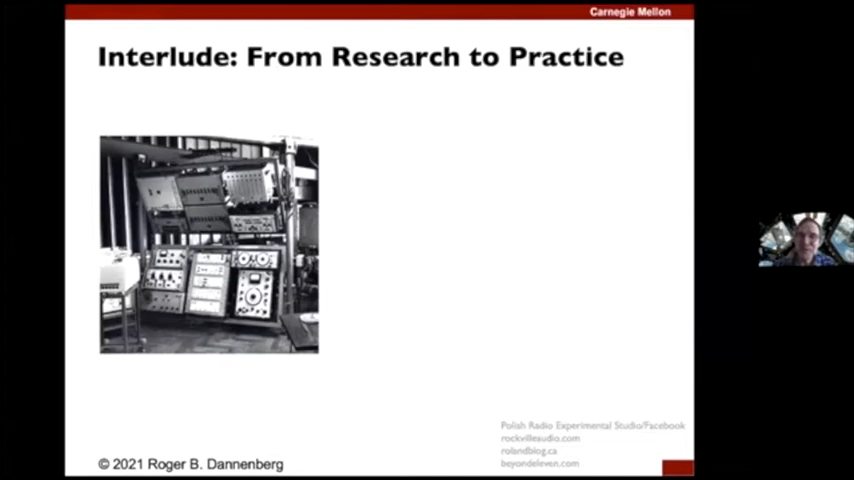 Carnegie Mellon
Interlude: From Research to Practice
Polish Radio Experimental Studio/Facebook
rockvilleaudio.com
rolandblog.ca
beyondeleven.com
© 2021 Roger B. Dannenberg